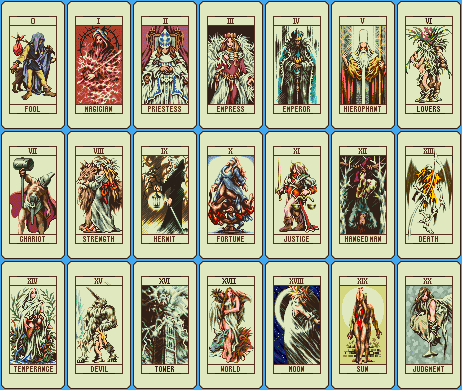 0
FOOL
I
MAGICIAN
II
PRIESTESS
III
EMPRESS
IV
EMPEROR
V
HIEROPHANT
VI
LOVERS
VII
CHARIOT
VIII
STRENGTH
IX
HERMIT
X
FORTUNE
XI
JUSTICE
XII
HANGED MAN
XIII
DEATH
XIV
TEMPERANCE
XV
DEVIL
XVI
TOWER
XVII
WORLD
XVIII
MOON
XIX
SUN
XX
JUDGMENT